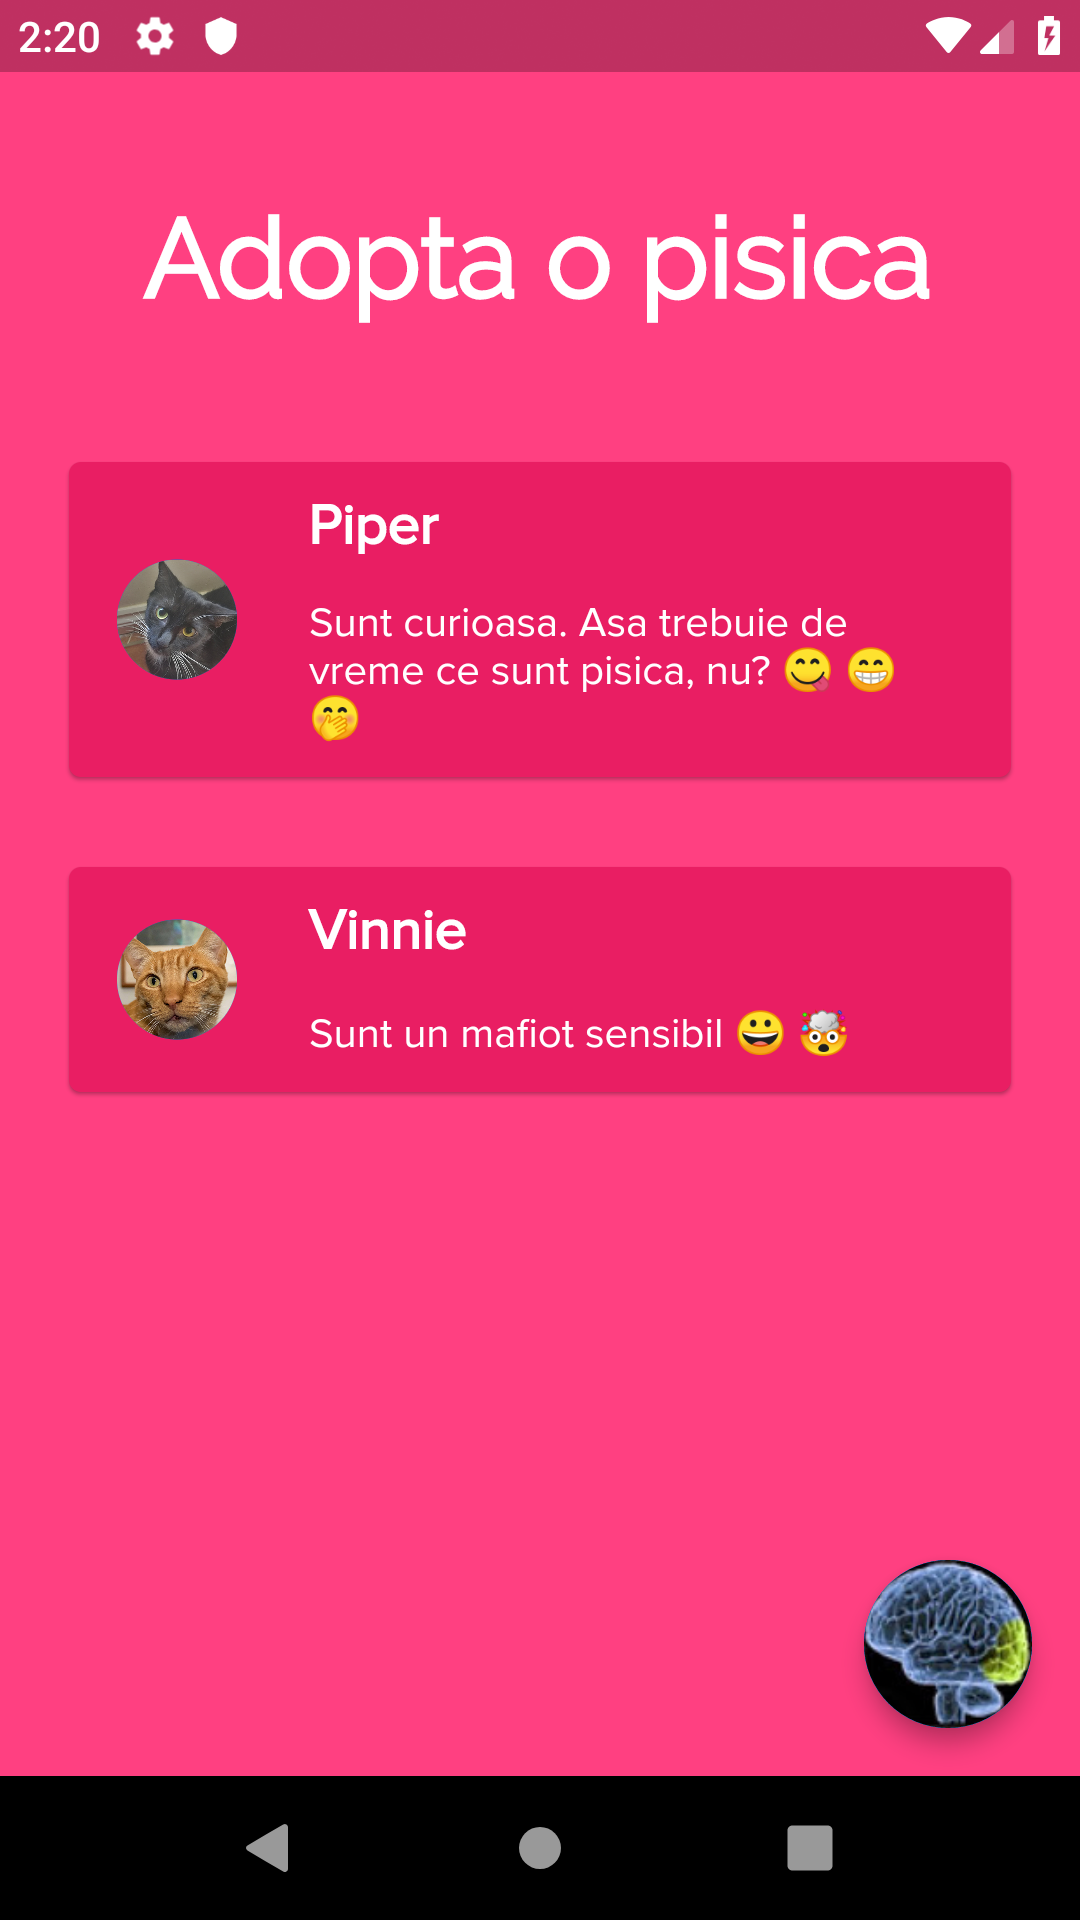 2:20
Adopta o pisica
Piper
Sunt curioasa. Asa trebuie de
vreme ce sunt pisica, nu? 😋 😁
🤭
Vinnie
Sunt un mafiot sensibil 😀 🤯